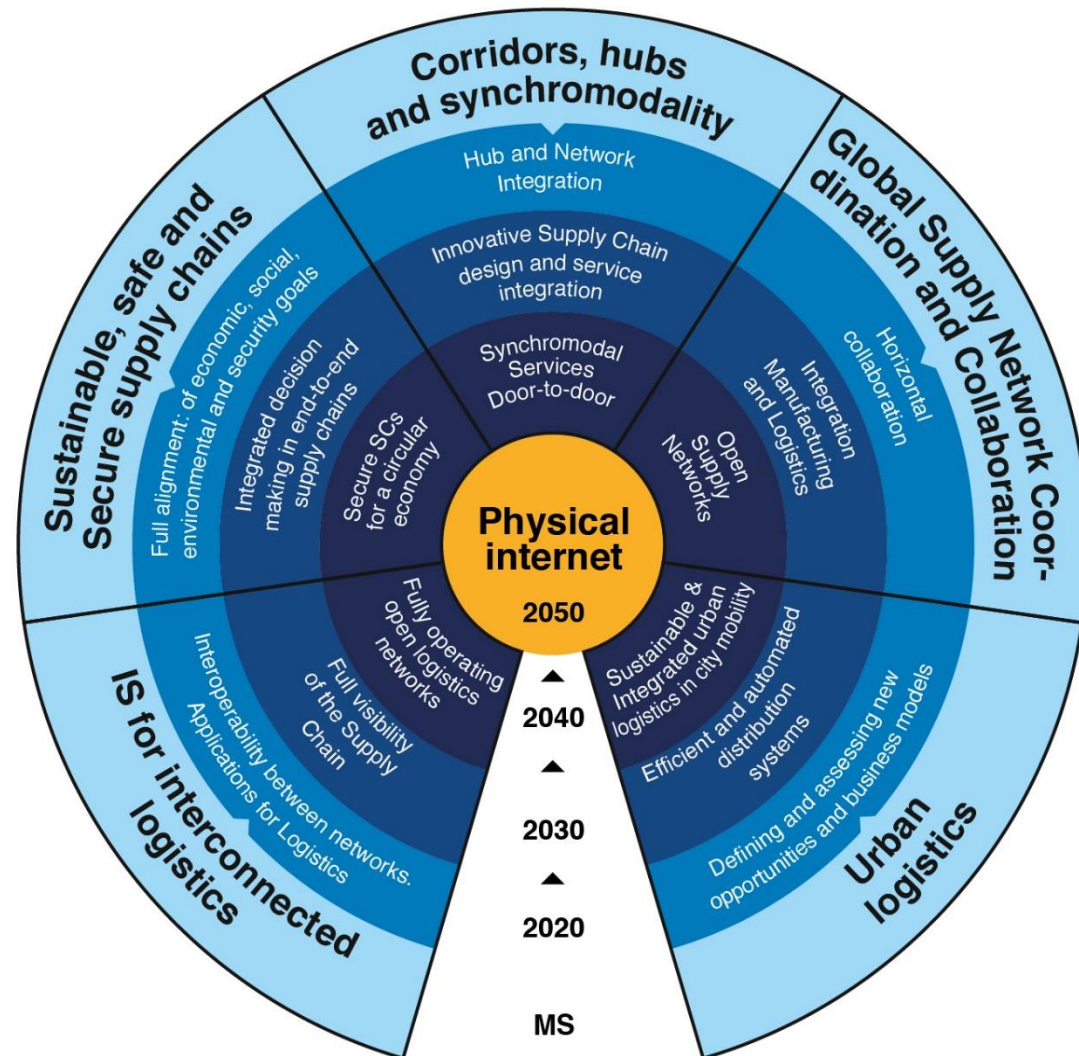 Corridors, hubs
and synchromodality
Hub and Network
Integration
Innovative Supply Chain
design and service
integration
Synchromodal
Services
Door-to-door
Global Supply Network Coor-
dination and Collaboration
Horizontal
collaboration
Integration
Manufacturing
and Logistics
Open
Supply
Networks
Urban
logistics
Defining and assessing new
opportunities and business models
Efficient and automated
distribution
systems
Sustainable &
Integrated urban
logistics in city mobility
IS for interconnected
logistics
Interoperability between networks.
Applications for Logistics
Full visibility
of the Supply
Chain
Fully operating
open logistics
networks
Sustainable, safe and
Secure supply chains
Full alignment: of economic, social,
environmental and security goals
Integrated decision
making in end-to-end
supply chains
Secure SCs
for a circular
economy
Physical
internet
2050
2040
2030
2020
MS